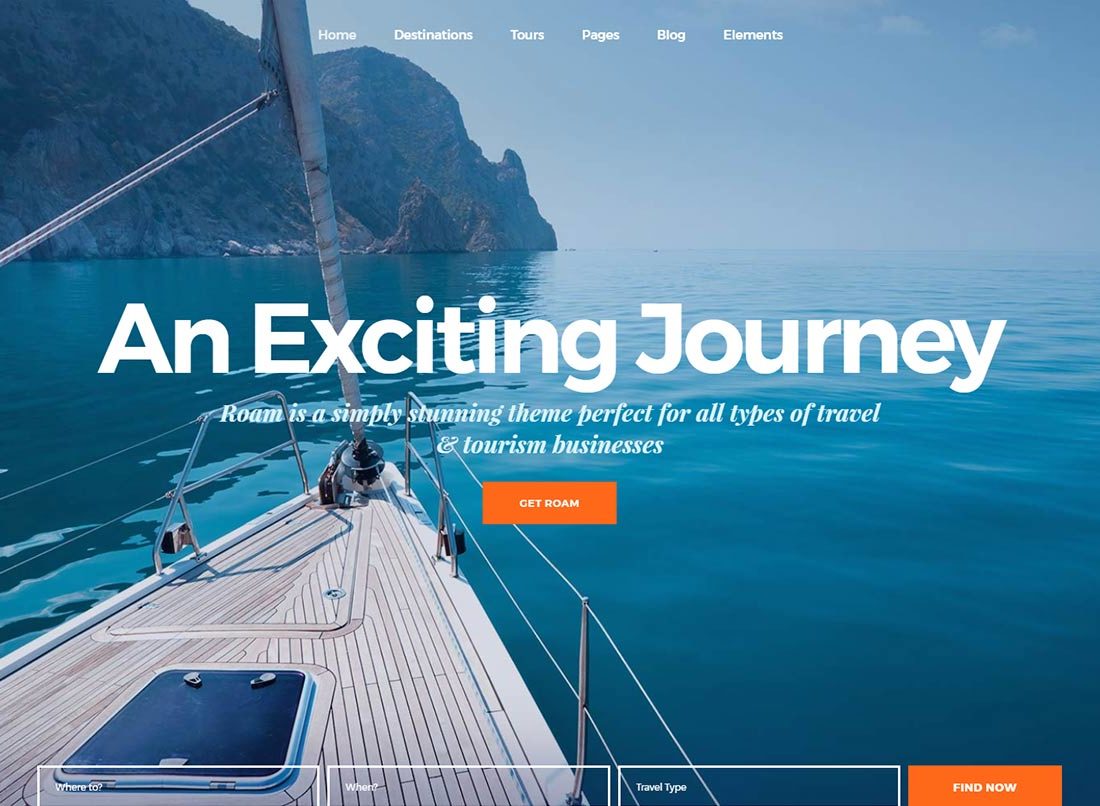 Home Destinations Tours Pages Blog Elements
An Exciting Journey
Roam is a simply stunning theme perfect for all types of travel
& tourism businesses
GET ROAM
Where to? When? Travel Type FIND NOW